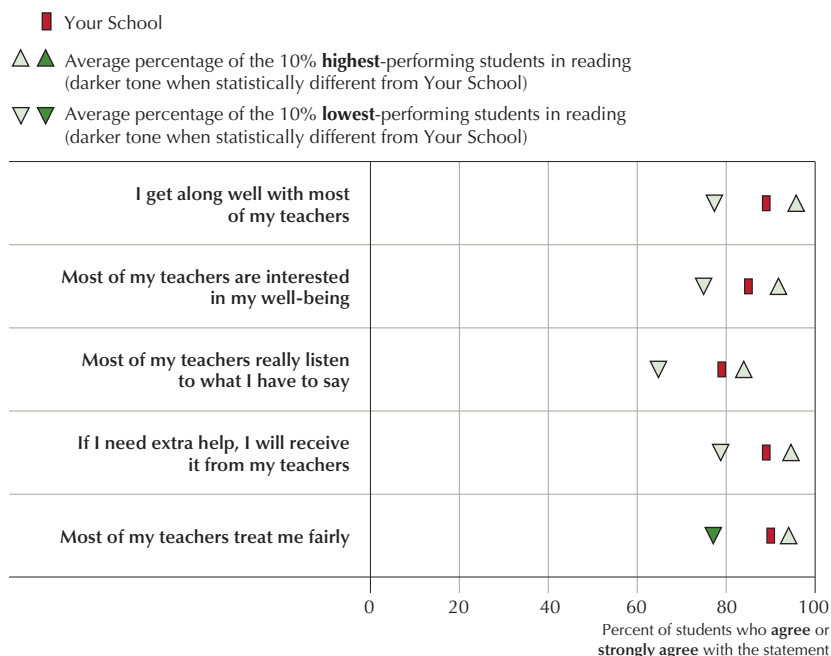 Your School
Average percentage of the 10% highest-performing students in reading
(darker tone when statistically different from Your School)
Average percentage of the 10% lowest-performing students in reading
(darker tone when statistically different from Your School)
I get along well with most
of my teachers
Most of my teachers are interested
in my well-being
Most of my teachers really listen
to what I have to say
If I need extra help, I will receive
it from my teachers
Most of my teachers treat me fairly
0 20 40 60 80 100
Percent of students who agree or
strongly agree with the statement